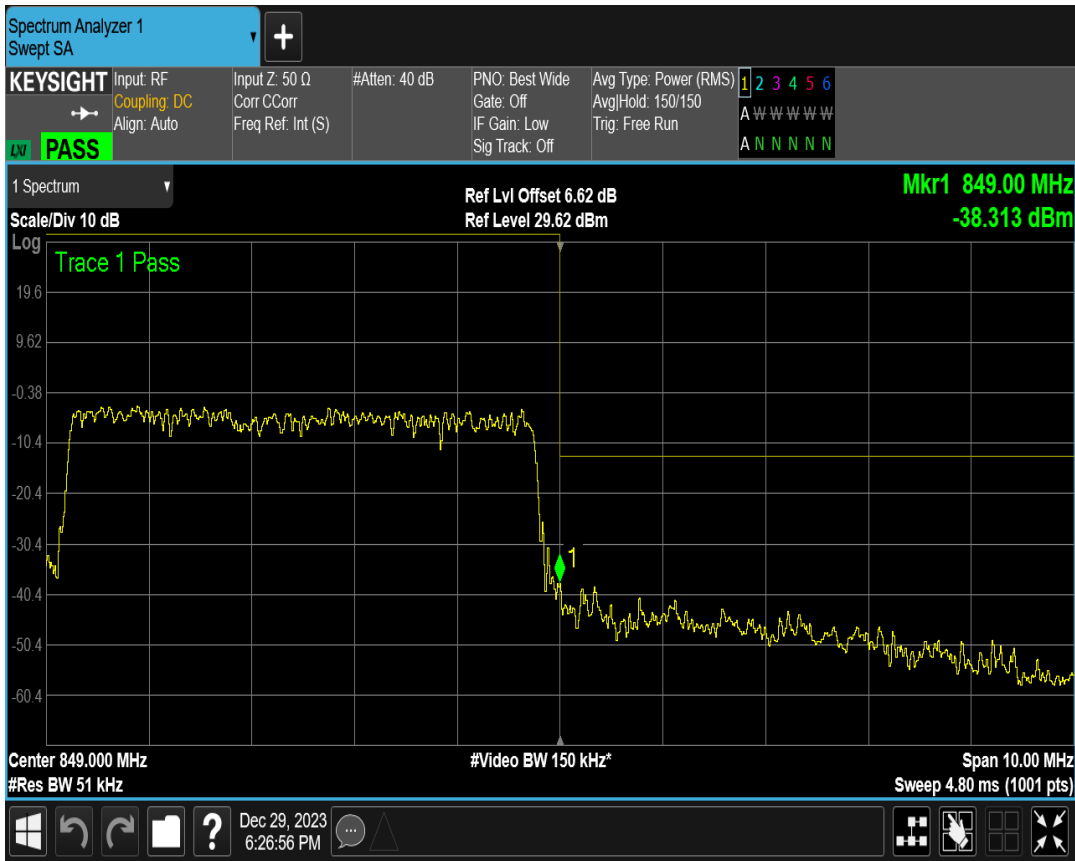 Spectrum Analyzer 1
Swept SA
KEYSIGHT
LXI PASS
Input: RF
Coupling: DC
Align: Auto
Input Z: 50 Ω
Corr CCorr
Freq Ref: Int (S)
#Atten: 40 dB
PNO: Best Wide
Gate: Off
IF Gain: Low
Sig Track: Off
Avg Type: Power (RMS)
Avg|Hold: 150/150
Trig: Free Run
1 2 3 4 5 6
A W W W W W
A N N N N N
1 Spectrum
Scale/Div 10 dB
Ref Lvl Offset 6.62 dB
Ref Level 29.62 dBm
Mkr1 849.00 MHz
-38.313 dBm
Log
Trace 1 Pass
19.6
9.62
-0.38
-10.4
-20.4
-30.4
-40.4
-50.4
-60.4
1
Center 849.000 MHz
#Res BW 51 kHz
#Video BW 150 kHz*
Span 10.00 MHz
Sweep 4.80 ms (1001 pts)
?
Dec 29, 2023
6:26:56 PM